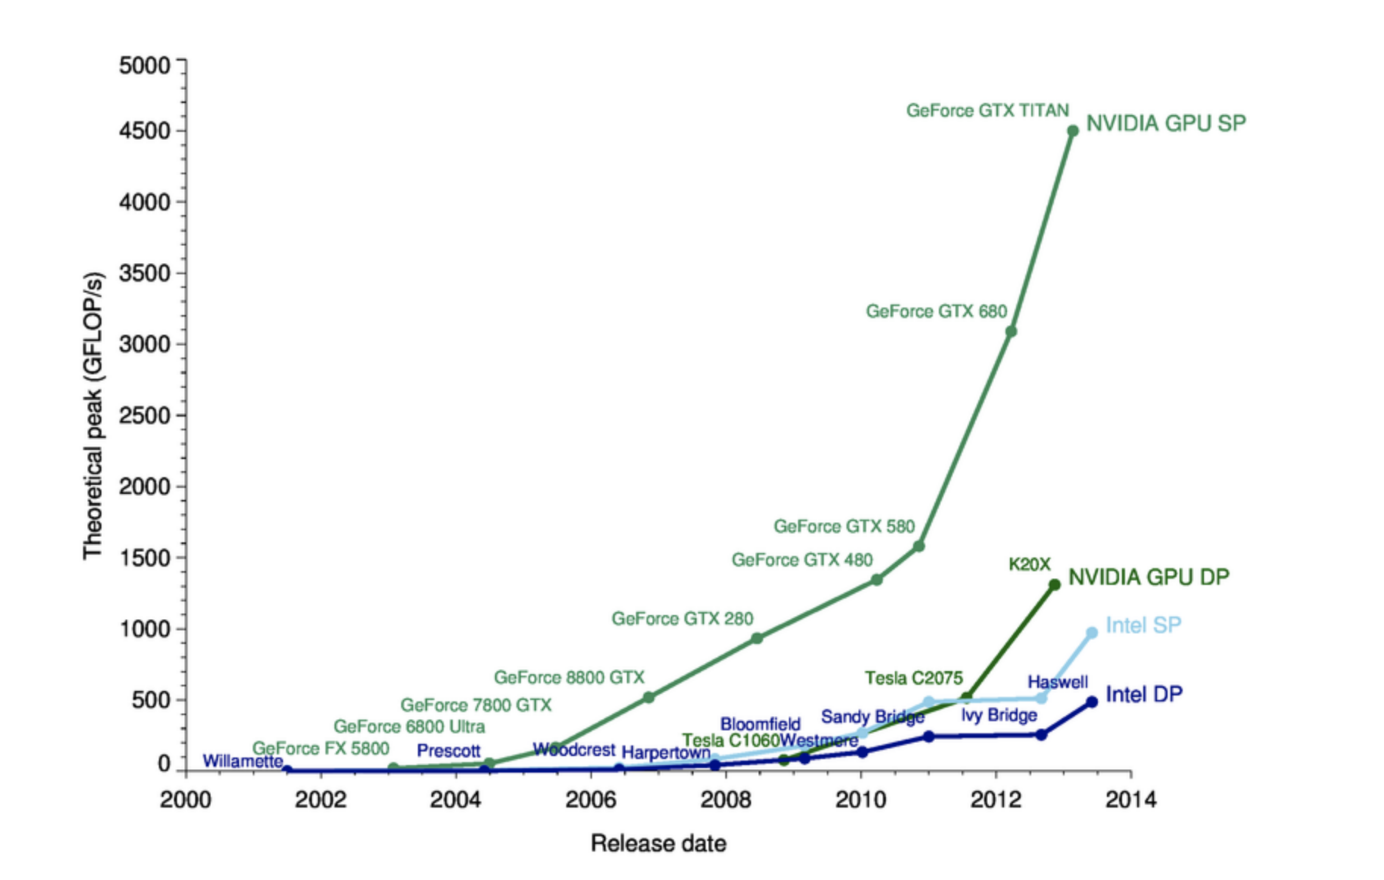 5000
GeForce GTX TITAN
NVIDIA GPU SP
4500
4000
3500
GeForce GTX 680
3000
Theoretical peak (GFLOP/s)
2500
2000
GeForce GTX 580
1500
GeForce GTX 480
K20X
NVIDIA GPU DP
GeForce GTX 280
1000
Intel SP
GeForce 8800 GTX
Tesla C2075
Haswell
Intel DP
500
GeForce 7800 GTX
GeForce 6800 Ultra
Bloomfield
Sandy Bridge
Ivy Bridge
GeForce FX 5800
Prescott
Woodcrest
Harpertown
Tesla C1060
Westmere
Willamette
0
2000 2002 2004 2006 2008 2010 2012 2014
Release date